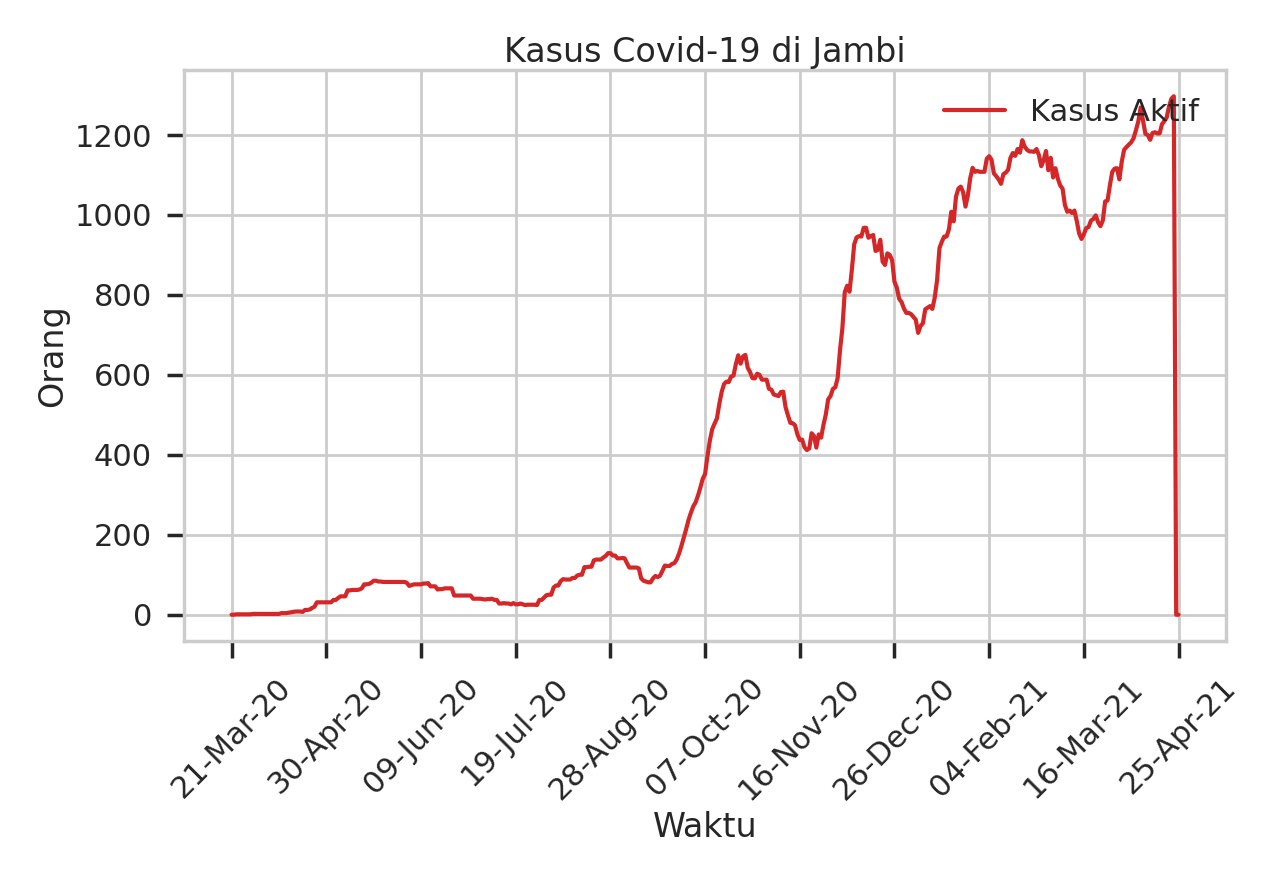 Kasus Covid-19 di Jambi
Kasus Aktif
1200
1000
800
600
400
200
0
Orang
21-Mar-20
30-Apr-20
09-Jun-20
19-Jul-20
28-Aug-20
07-Oct-20
16-Nov-20
26-Dec-20
04-Feb-21
16-Mar-21
25-Apr-21
Waktu